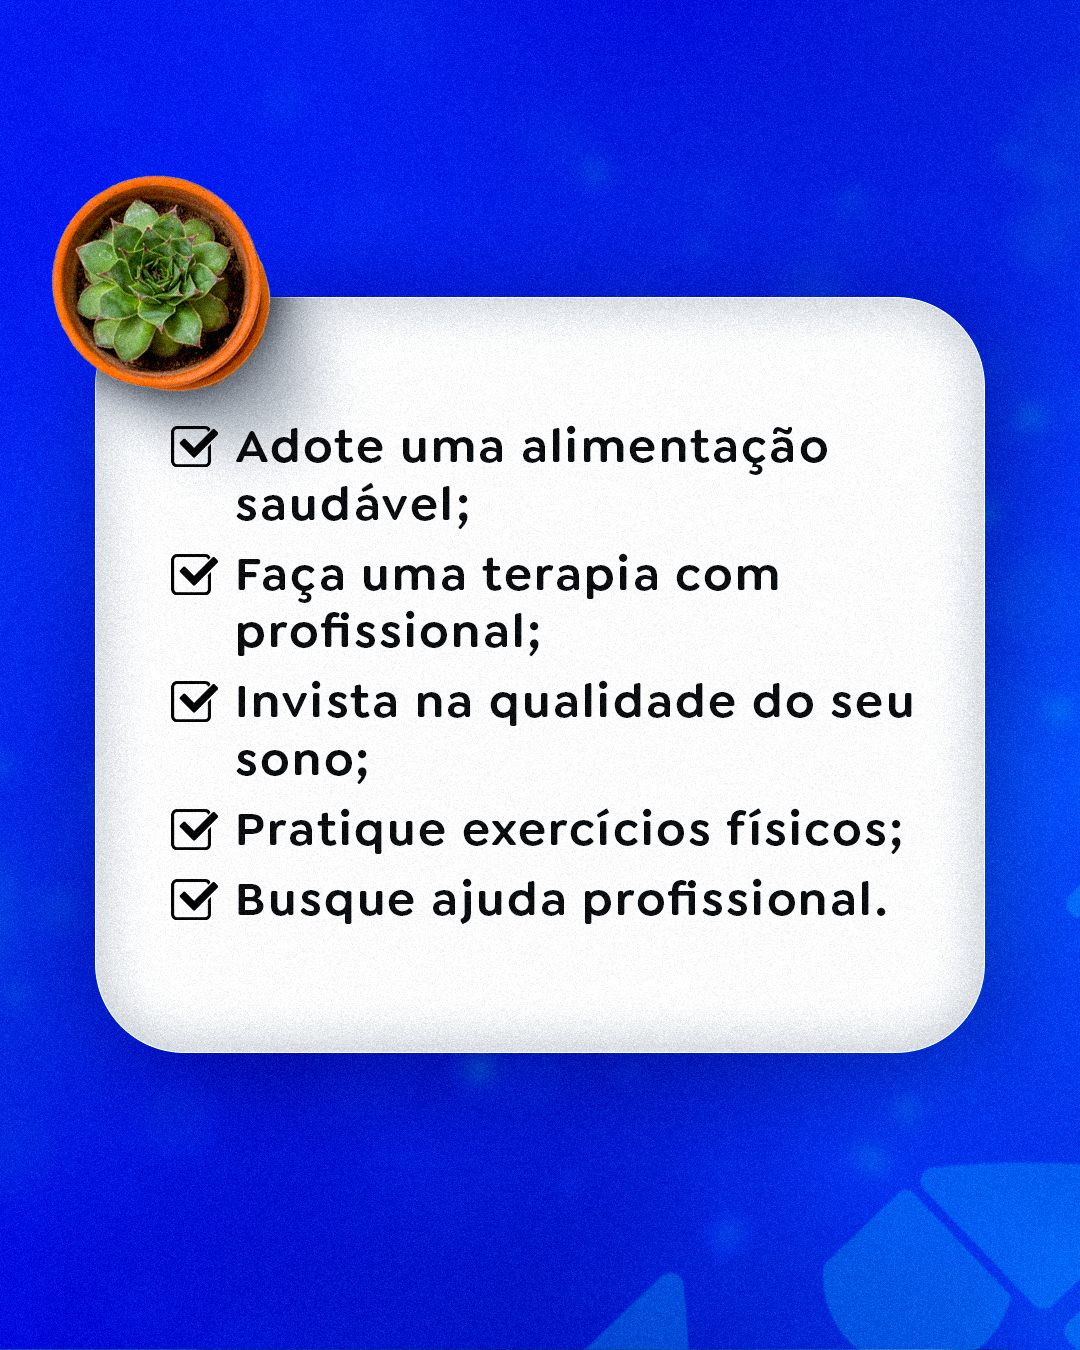 Adote uma alimentação
saudável;
Faça uma terapia com
profissional;
Invista na qualidade do seu
sono;
Pratique exercícios físicos;
Busque ajuda profissional.